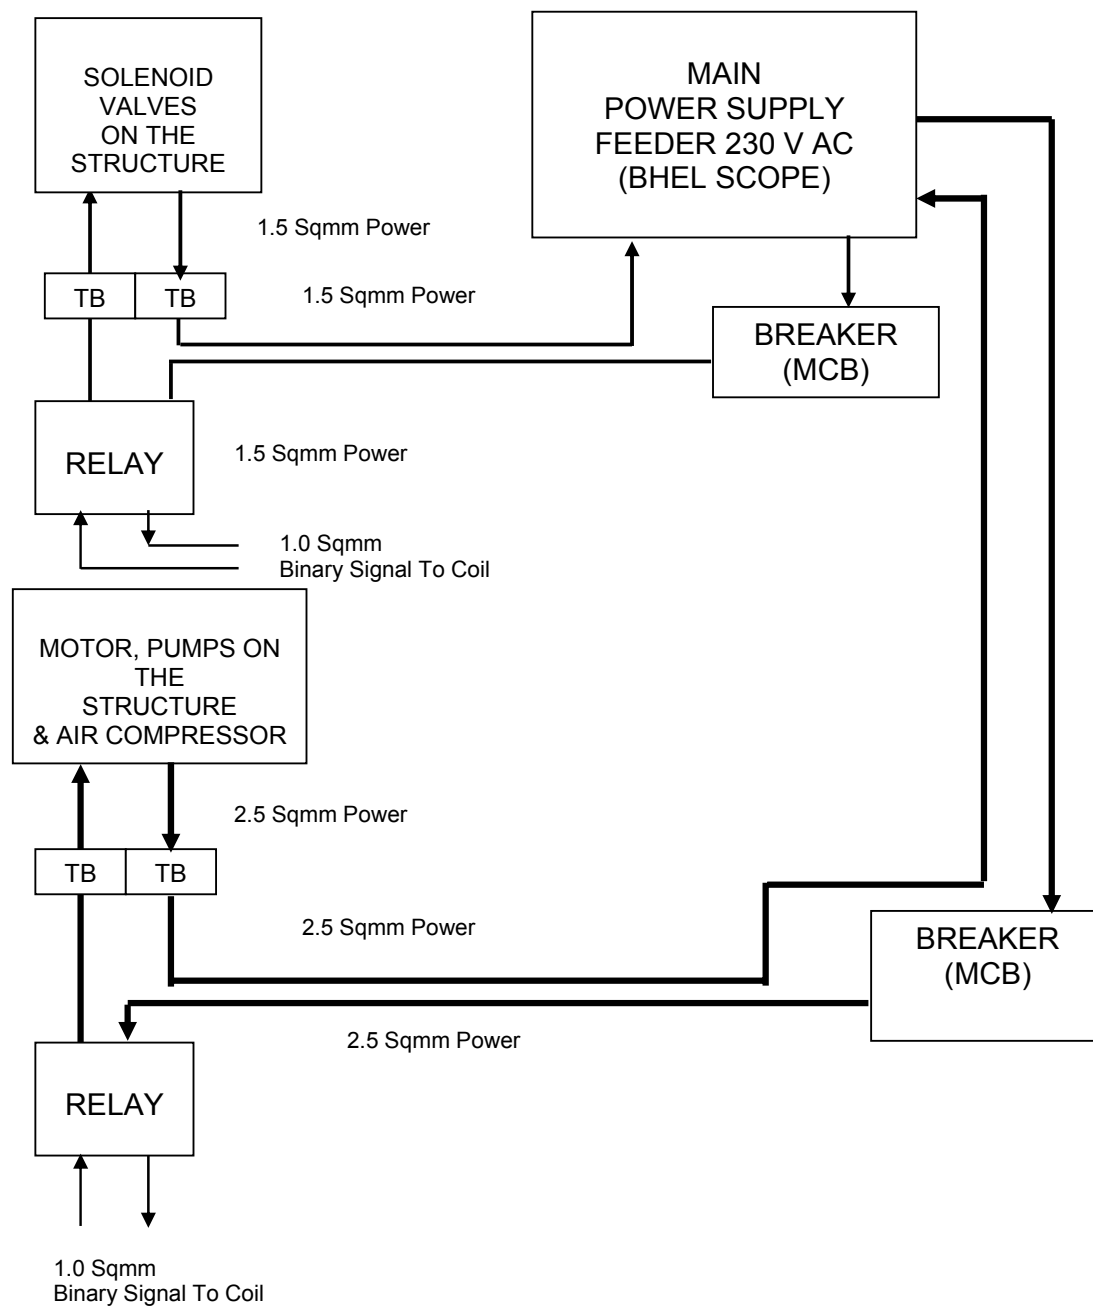 SOLENOID
VALVES
ON THE
STRUCTURE
MAIN
POWER SUPPLY
FEEDER 230 V AC
(BHEL SCOPE)
1.5 Sqmm Power
TB
TB
1.5 Sqmm Power
BREAKER
(MCB)
RELAY
1.5 Sqmm Power
1.0 Sqmm
Binary Signal To Coil
MOTOR, PUMPS ON
THE
STRUCTURE
& AIR COMPRESSOR
2.5 Sqmm Power
TB
TB
2.5 Sqmm Power
BREAKER
(MCB)
2.5 Sqmm Power
RELAY
1.0 Sqmm
Binary Signal To Coil